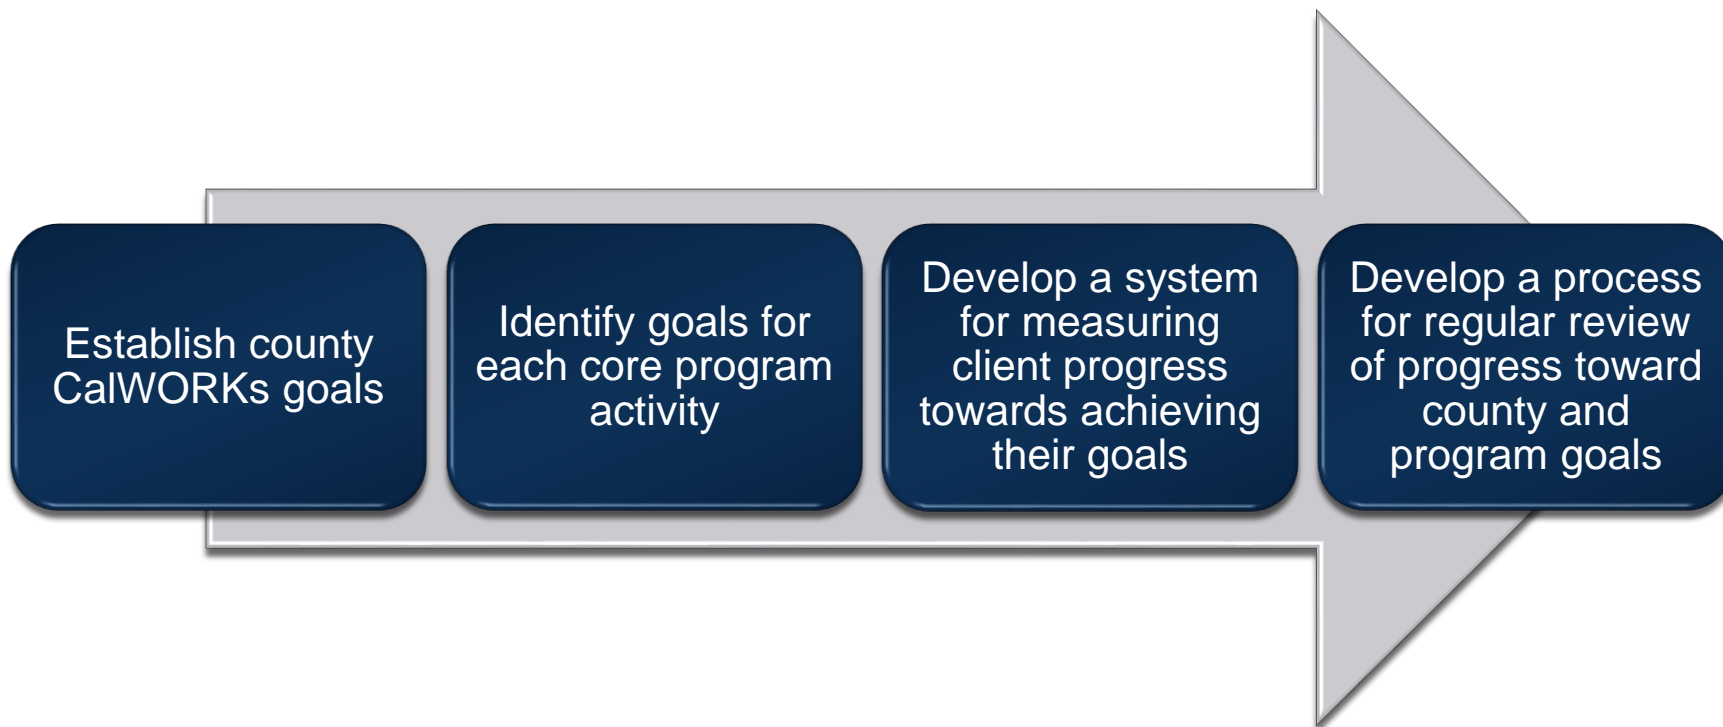 Establish county
CalWORKs goals
Identify goals for
each core program
activity
Develop a system
for measuring
client progress
towards achieving
their goals
Develop a process
for regular review
of progress toward
county and
program goals